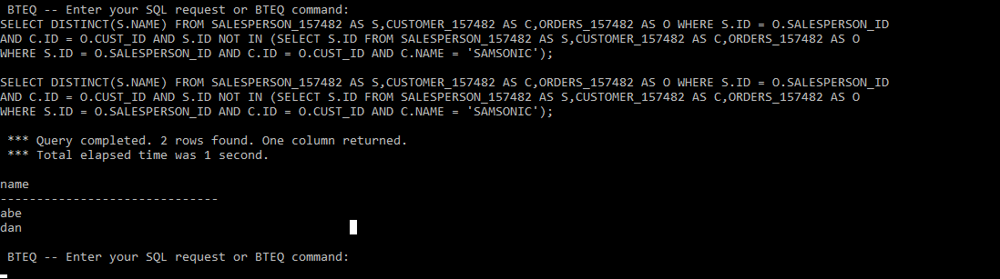 BTEQ -- Enter your SQL request or BTEQ command:
SELECT DISTINCT(S.NAME) FROM SALESPERSON_157482 AS S,CUSTOMER_157482 AS C,ORDERS_157482 AS O WHERE S.ID = O.SALESPERSON_ID
AND C.ID = O.CUST_ID AND S.ID NOT IN (SELECT S.ID FROM SALESPERSON_157482 AS S,CUSTOMER_157482 AS C,ORDERS_157482 AS O
WHERE S.ID = O.SALESPERSON_ID AND C.ID = O.CUST_ID AND C.NAME = 'SAMSONIC');
SELECT DISTINCT(S.NAME) FROM SALESPERSON_157482 AS S,CUSTOMER_157482 AS C,ORDERS_157482 AS O WHERE S.ID = O.SALESPERSON_ID
AND C.ID = O.CUST_ID AND S.ID NOT IN (SELECT S.ID FROM SALESPERSON_157482 AS S,CUSTOMER_157482 AS C,ORDERS_157482 AS O
WHERE S.ID = O.SALESPERSON_ID AND C.ID = O.CUST_ID AND C.NAME = 'SAMSONIC');
*** Query completed. 2 rows found. One column returned.
*** Total elapsed time was 1 second.
name
------------------------------
abe
dan
BTEQ -- Enter your SQL request or BTEQ command: